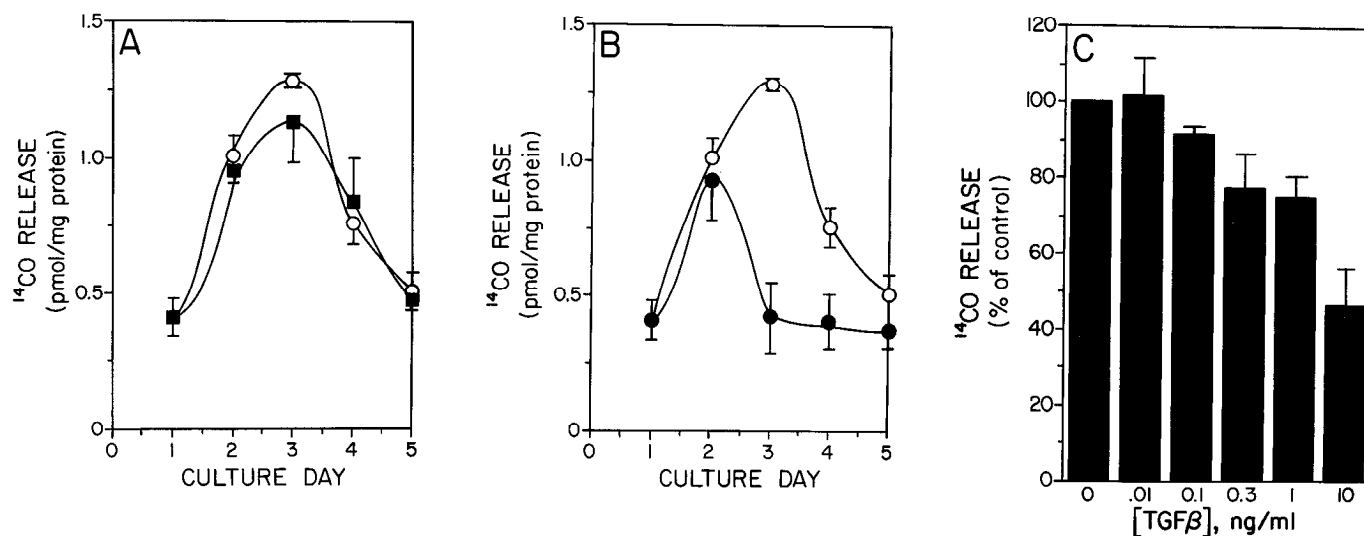 A
1.5
1.0
0.5
0
¹⁴CO RELEASE
(pmol/mg protein)
0 1 2 3 4 5
CULTURE DAY
B
1.5
1.0
0.5
0
¹⁴CO RELEASE
(pmol/mg protein)
0 1 2 3 4 5
CULTURE DAY
C
120
100
80
60
40
20
0
¹⁴CO RELEASE
(% of control)
0 .01 0.1 0.3 1 10
[TGFβ], ng/ml